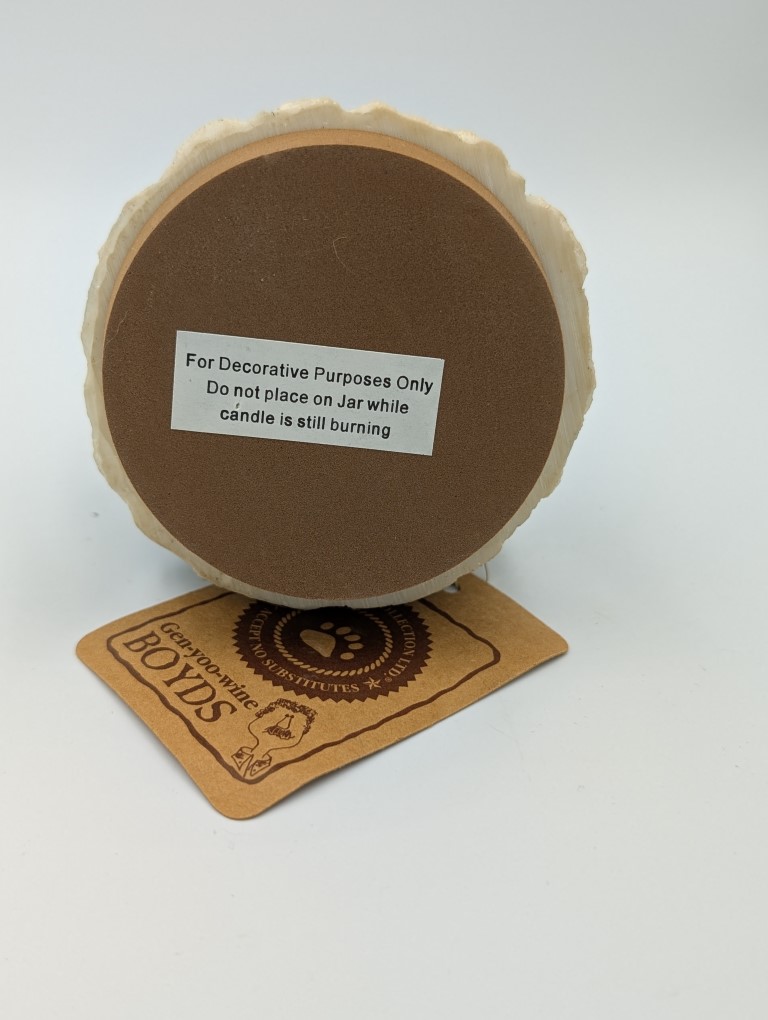 For Decorative Purposes Only
Do not place on Jar while
candle is still burning
Gen-yoo-wine
BOYDS
ACCEPT NO SUBSTITUTES
LECTION LTD.®